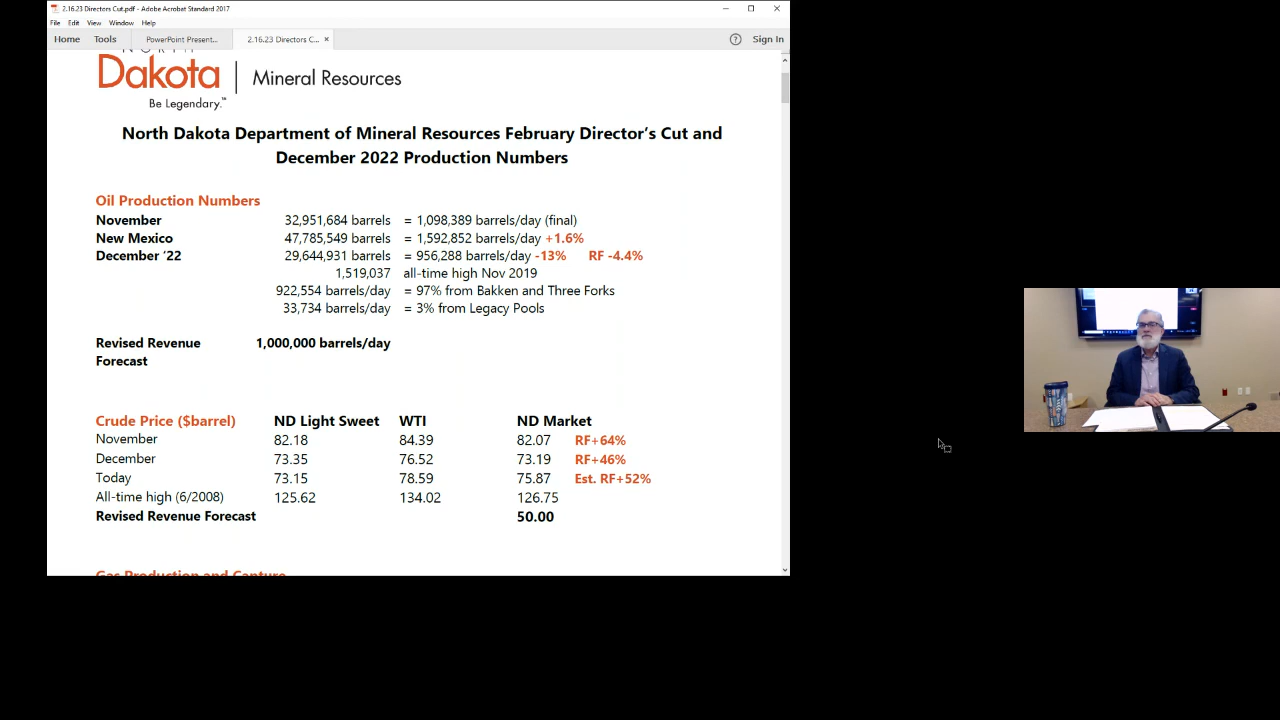 2.16.23 Directors Cut.pdf - Adobe Acrobat Standard 2017
File Edit View Window Help
Home Tools PowerPoint Present... 2.16.23 Directors C... × ? Sign In
NORTH
Dakota | Mineral Resources
Be Legendary.™
North Dakota Department of Mineral Resources February Director's Cut and
December 2022 Production Numbers
Oil Production Numbers
November 32,951,684 barrels = 1,098,389 barrels/day (final)
New Mexico 47,785,549 barrels = 1,592,852 barrels/day +1.6%
December '22 29,644,931 barrels = 956,288 barrels/day -13% RF -4.4%
1,519,037 all-time high Nov 2019
922,554 barrels/day = 97% from Bakken and Three Forks
33,734 barrels/day = 3% from Legacy Pools
Revised Revenue 1,000,000 barrels/day
Forecast
Crude Price ($barrel) ND Light Sweet WTI ND Market
November 82.18 84.39 82.07 RF+64%
December 73.35 76.52 73.19 RF+46%
Today 73.15 78.59 75.87 Est. RF+52%
All-time high (6/2008) 125.62 134.02 126.75
Revised Revenue Forecast 50.00
Gas Production and Capture